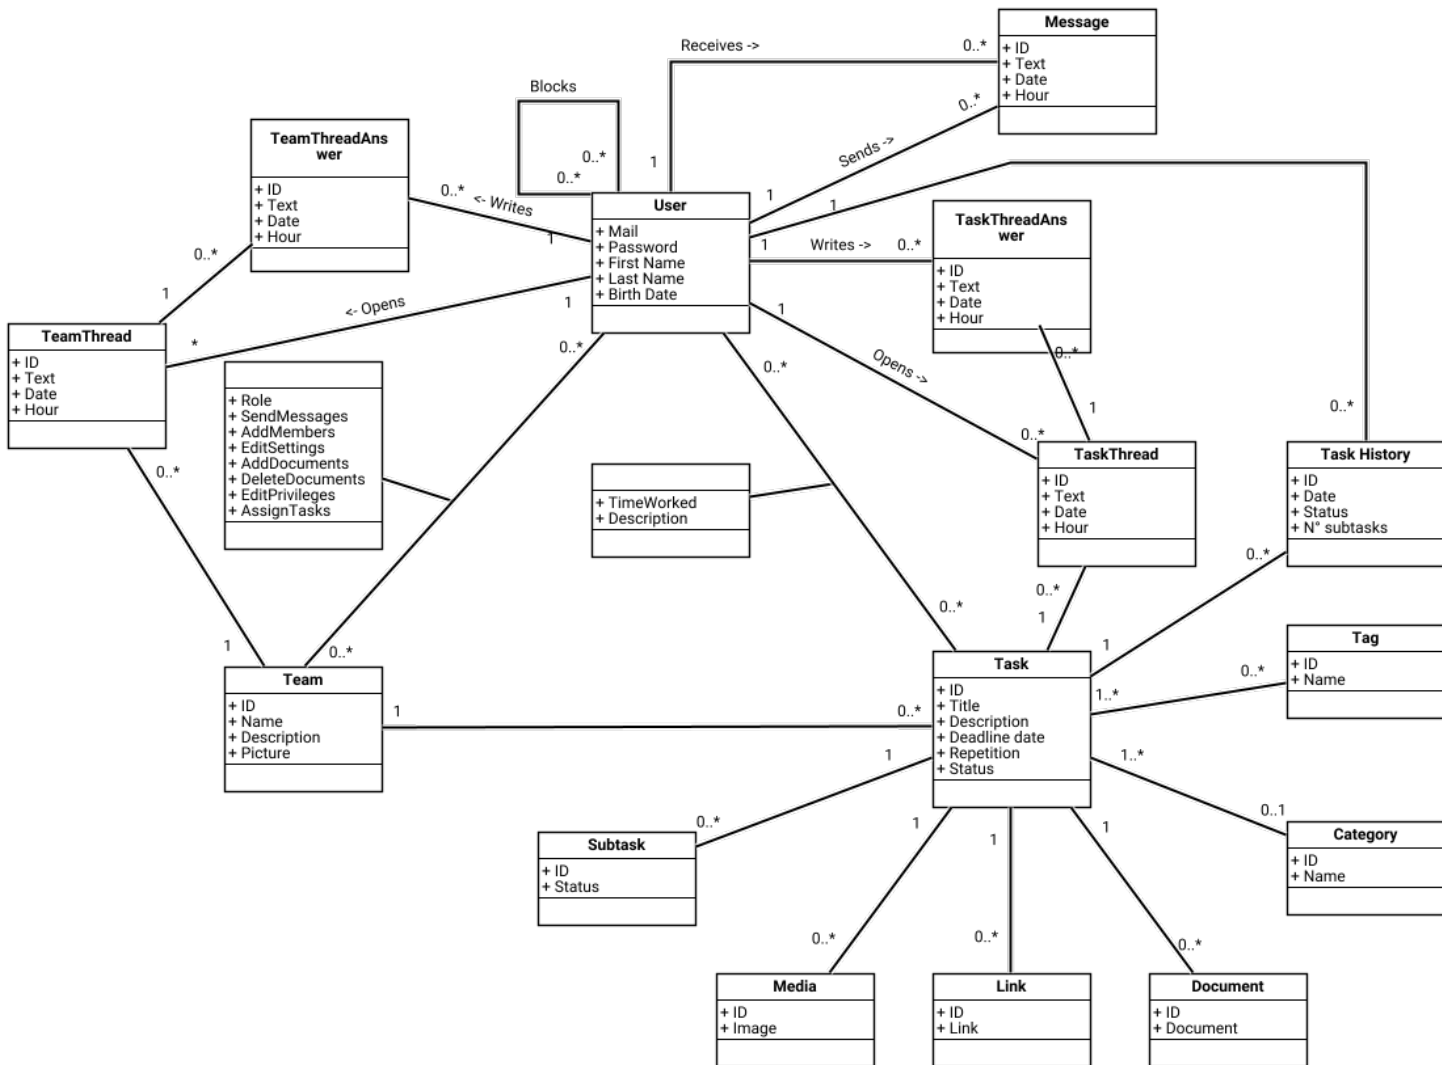 Message
+ ID
+ Text
+ Date
+ Hour
Receives ->
0..*
1
Blocks
0..*
0..*
Sends ->
0..*
1
TeamThreadAns
wer
+ ID
+ Text
+ Date
+ Hour
0..*
<- Writes
1
User
+ Mail
+ Password
+ First Name
+ Last Name
+ Birth Date
1
0..*
1
Writes ->
0..*
TaskThreadAns
wer
+ ID
+ Text
+ Date
+ Hour
0..*
1
0..*
1
<- Opens
1
*
TeamThread
+ ID
+ Text
+ Date
+ Hour
1
Opens ->
0..*
TaskThread
+ ID
+ Text
+ Date
+ Hour
Task History
+ ID
+ Date
+ Status
+ N° subtasks
0..*
+ Role
+ SendMessages
+ AddMembers
+ EditSettings
+ AddDocuments
+ DeleteDocuments
+ EditPrivileges
+ AssignTasks
0..*
+ TimeWorked
+ Description
0..*
0..*
1
0..*
0..*
1
0..*
1
Team
+ ID
+ Name
+ Description
+ Picture
1
0..*
Task
+ ID
+ Title
+ Description
+ Deadline date
+ Repetition
+ Status
1..*
0..*
Tag
+ ID
+ Name
1..*
0..1
Category
+ ID
+ Name
1
0..*
Subtask
+ ID
+ Status
1
0..*
Media
+ ID
+ Image
1
0..*
Link
+ ID
+ Link
1
0..*
Document
+ ID
+ Document